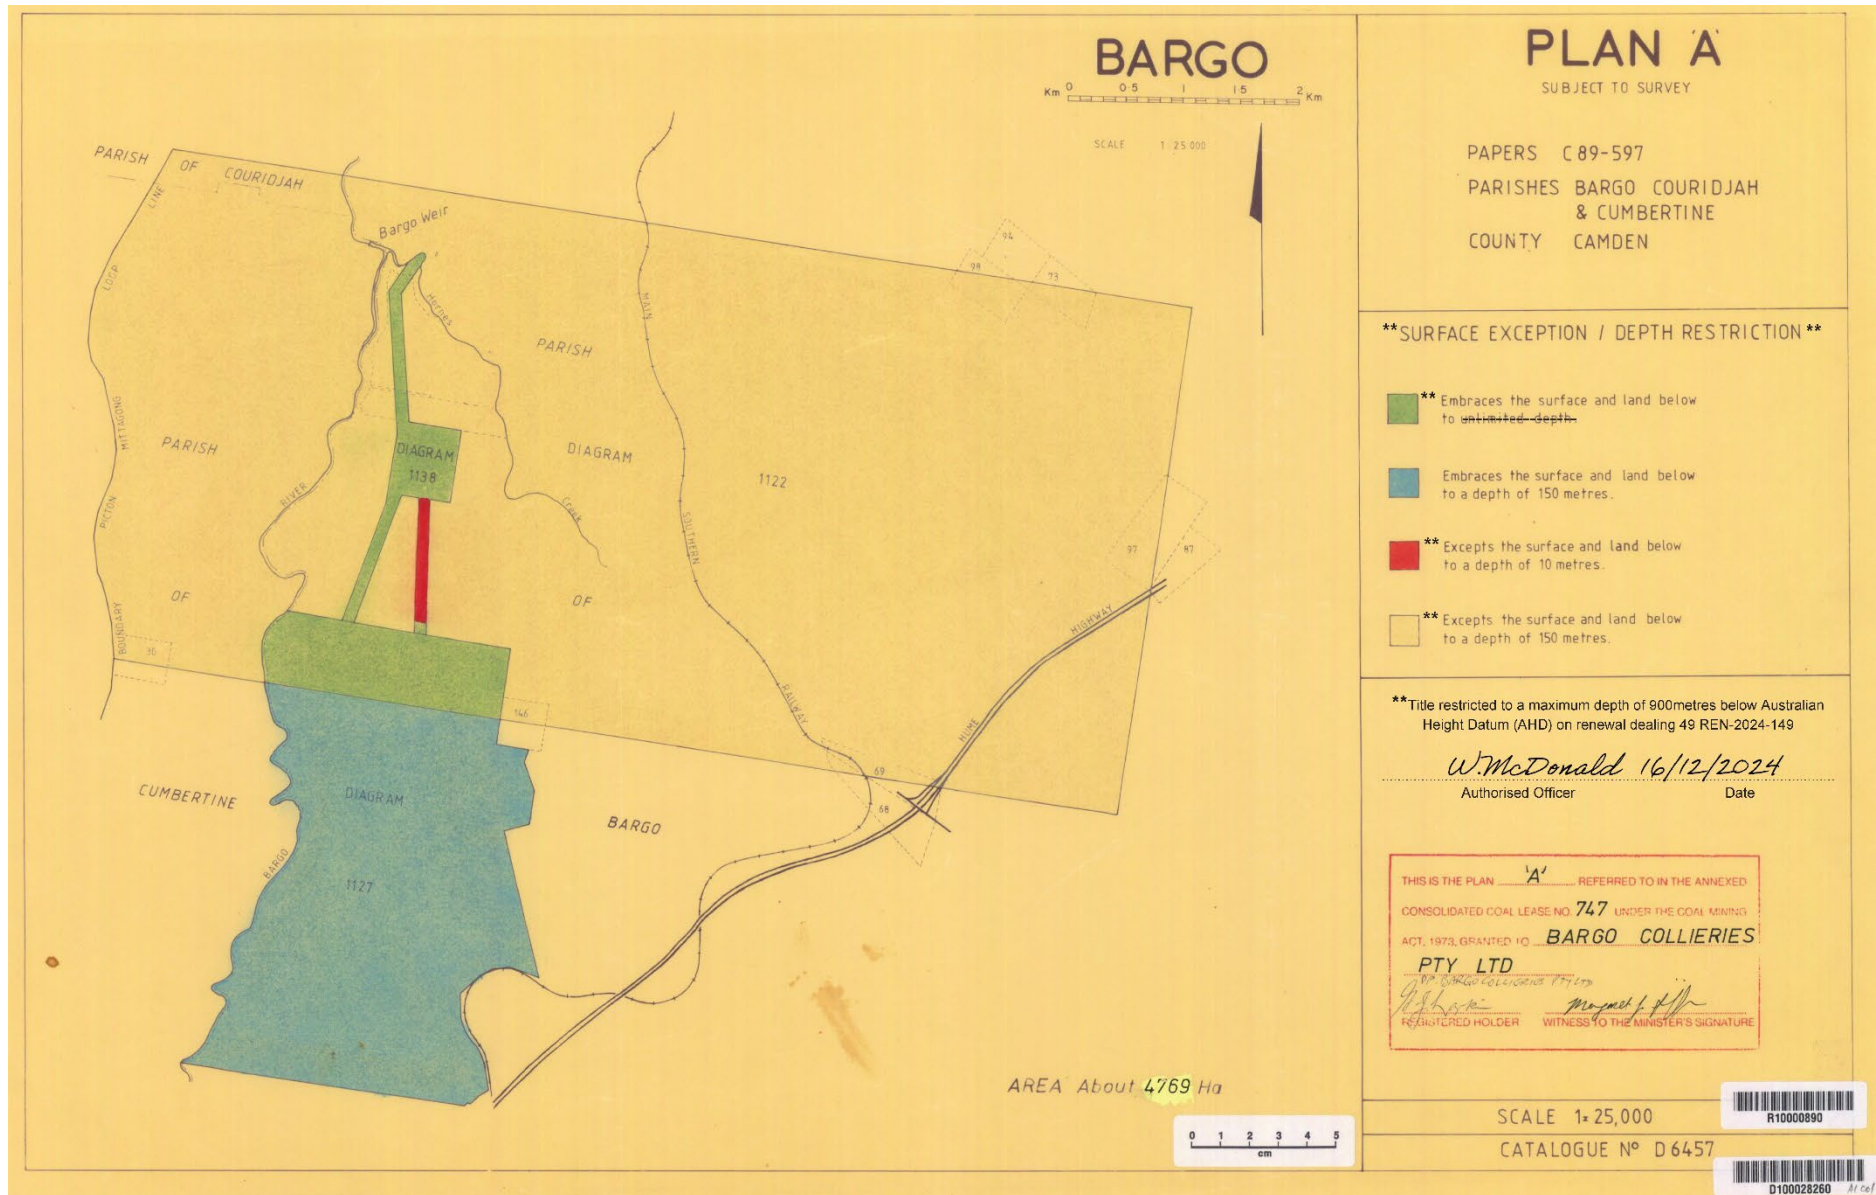 BARGO
Km 0 0·5 1 1·5 2 Km
SCALE 1:25 000
PARISH OF COURIDJAH
Bargo Weir
LINE
LOOP
MITTAGONG
PICTON
BOUNDARY
Hornes
Creek
RIVER
MAIN
SOUTHERN
RAILWAY
HUME
HIGHWAY
PARISH
OF
CUMBERTINE
PARISH
OF
BARGO
DIAGRAM
1122
DIAGRAM
1138
DIAGRAM
1127
BARGO
94
98
93
97
87
36
146
69
68
AREA About 4769 Ha
0 1 2 3 4 5
cm
PLAN 'A'
SUBJECT TO SURVEY
PAPERS C 89-597
PARISHES BARGO COURIDJAH
& CUMBERTINE
COUNTY CAMDEN
**SURFACE EXCEPTION / DEPTH RESTRICTION**
** Embraces the surface and land below
to unlimited depth.
Embraces the surface and land below
to a depth of 150 metres.
** Excepts the surface and land below
to a depth of 10 metres.
** Excepts the surface and land below
to a depth of 150 metres.
**Title restricted to a maximum depth of 900metres below Australian
Height Datum (AHD) on renewal dealing 49 REN-2024-149
W.McDonald 16/12/2024
Authorised Officer Date
THIS IS THE PLAN 'A' REFERRED TO IN THE ANNEXED
CONSOLIDATED COAL LEASE NO. 747 UNDER THE COAL MINING
ACT, 1973, GRANTED TO BARGO COLLIERIES
PTY LTD
BARGO COLLIERIES PTY LTD
REGISTERED HOLDER WITNESS TO THE MINISTER'S SIGNATURE
SCALE 1:25,000
R10000890
CATALOGUE Nº D 6457
D100028260